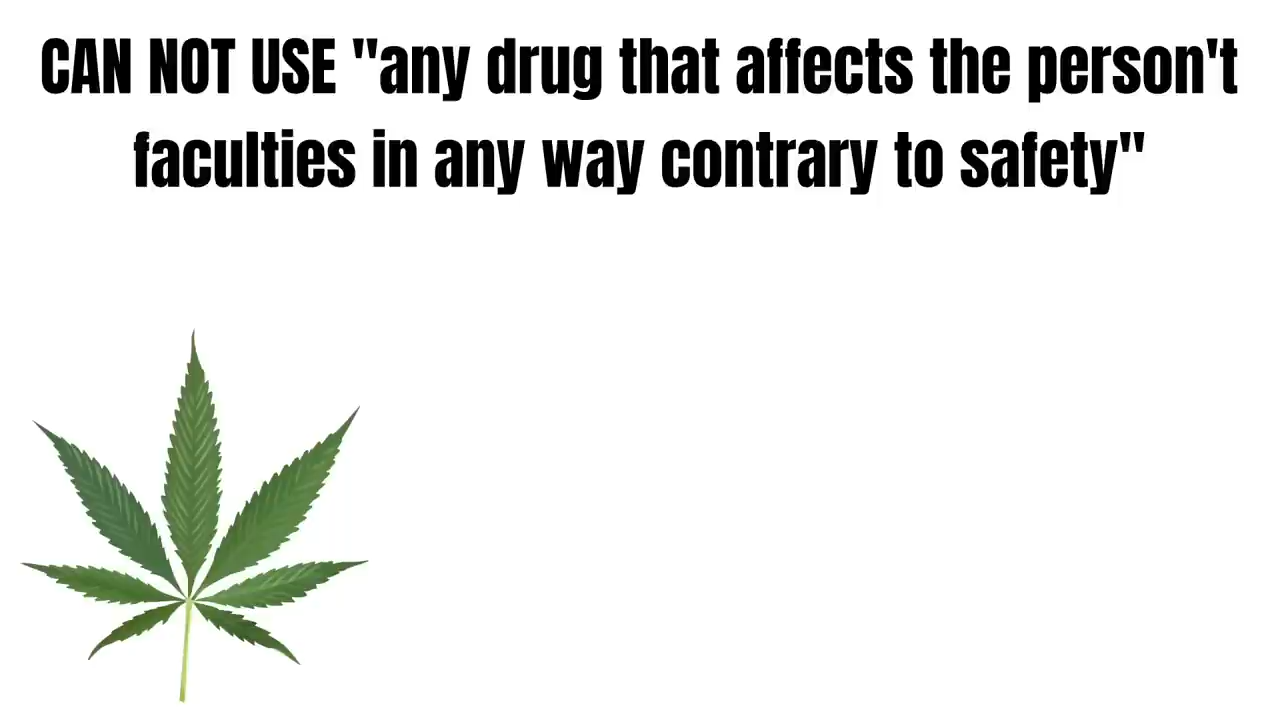 CAN NOT USE "any drug that affects the person't
faculties in any way contrary to safety"